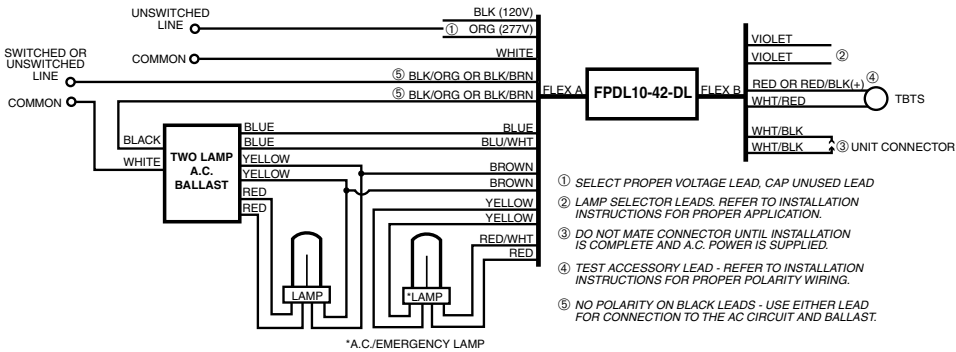 UNSWITCHED
LINE
BLK (120V)
① ORG (277V)
COMMON
WHITE
SWITCHED OR
UNSWITCHED
LINE
⑤ BLK/ORG OR BLK/BRN
COMMON
⑤ BLK/ORG OR BLK/BRN
FLEX A
FPDL10-42-DL
FLEX B
VIOLET
VIOLET
②
RED OR RED/BLK(+)
④
WHT/RED
TBTS
WHT/BLK
WHT/BLK
③ UNIT CONNECTOR
BLACK
WHITE
TWO LAMP
A.C.
BALLAST
BLUE
BLUE
YELLOW
YELLOW
RED
RED
BLUE
BLU/WHT
BROWN
BROWN
YELLOW
YELLOW
RED/WHT
RED
LAMP
*LAMP
*A.C./EMERGENCY LAMP
① SELECT PROPER VOLTAGE LEAD, CAP UNUSED LEAD
② LAMP SELECTOR LEADS. REFER TO INSTALLATION
INSTRUCTIONS FOR PROPER APPLICATION.
③ DO NOT MATE CONNECTOR UNTIL INSTALLATION
IS COMPLETE AND A.C. POWER IS SUPPLIED.
④ TEST ACCESSORY LEAD - REFER TO INSTALLATION
INSTRUCTIONS FOR PROPER POLARITY WIRING.
⑤ NO POLARITY ON BLACK LEADS - USE EITHER LEAD
FOR CONNECTION TO THE AC CIRCUIT AND BALLAST.